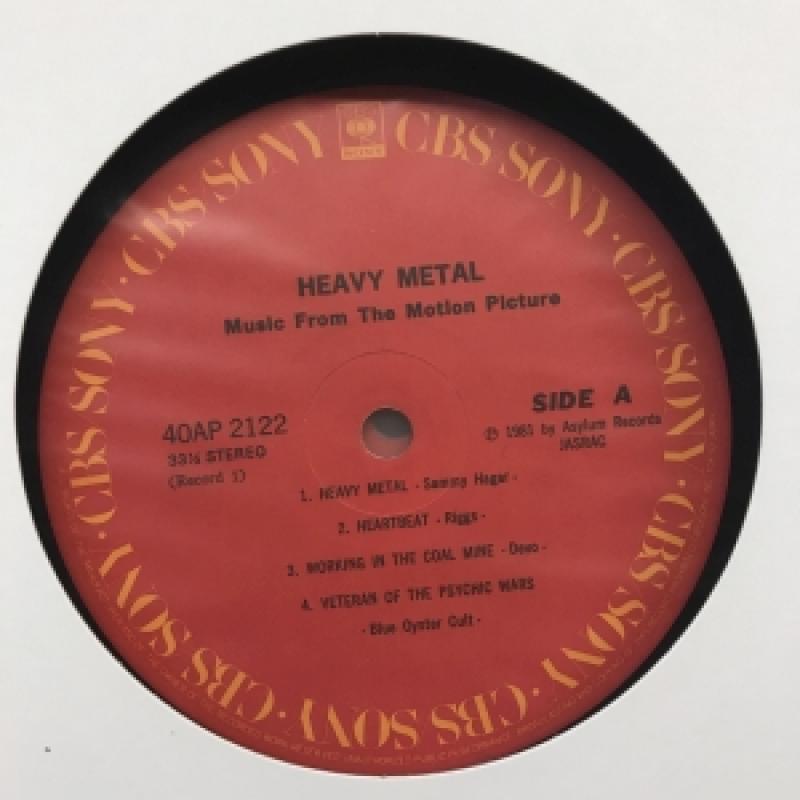 CBS SONY · CBS SONY · CBS SONY · CBS SONY · CBS SONY · CBS SONY · CBS SONY · CBS SONY
SONY
HEAVY METAL
Music From The Motion Picture
40AP 2122
33⅓ STEREO
(Record 1)
SIDE A
Ⓟ 1981 by Asylum Records
JASRAC
1. HEAVY METAL - Sammy Hagar -
2. HEARTBEAT - Riggs -
3. WORKING IN THE COAL MINE - Devo -
4. VETERAN OF THE PSYCHIC WARS
- Blue Oyster Cult -